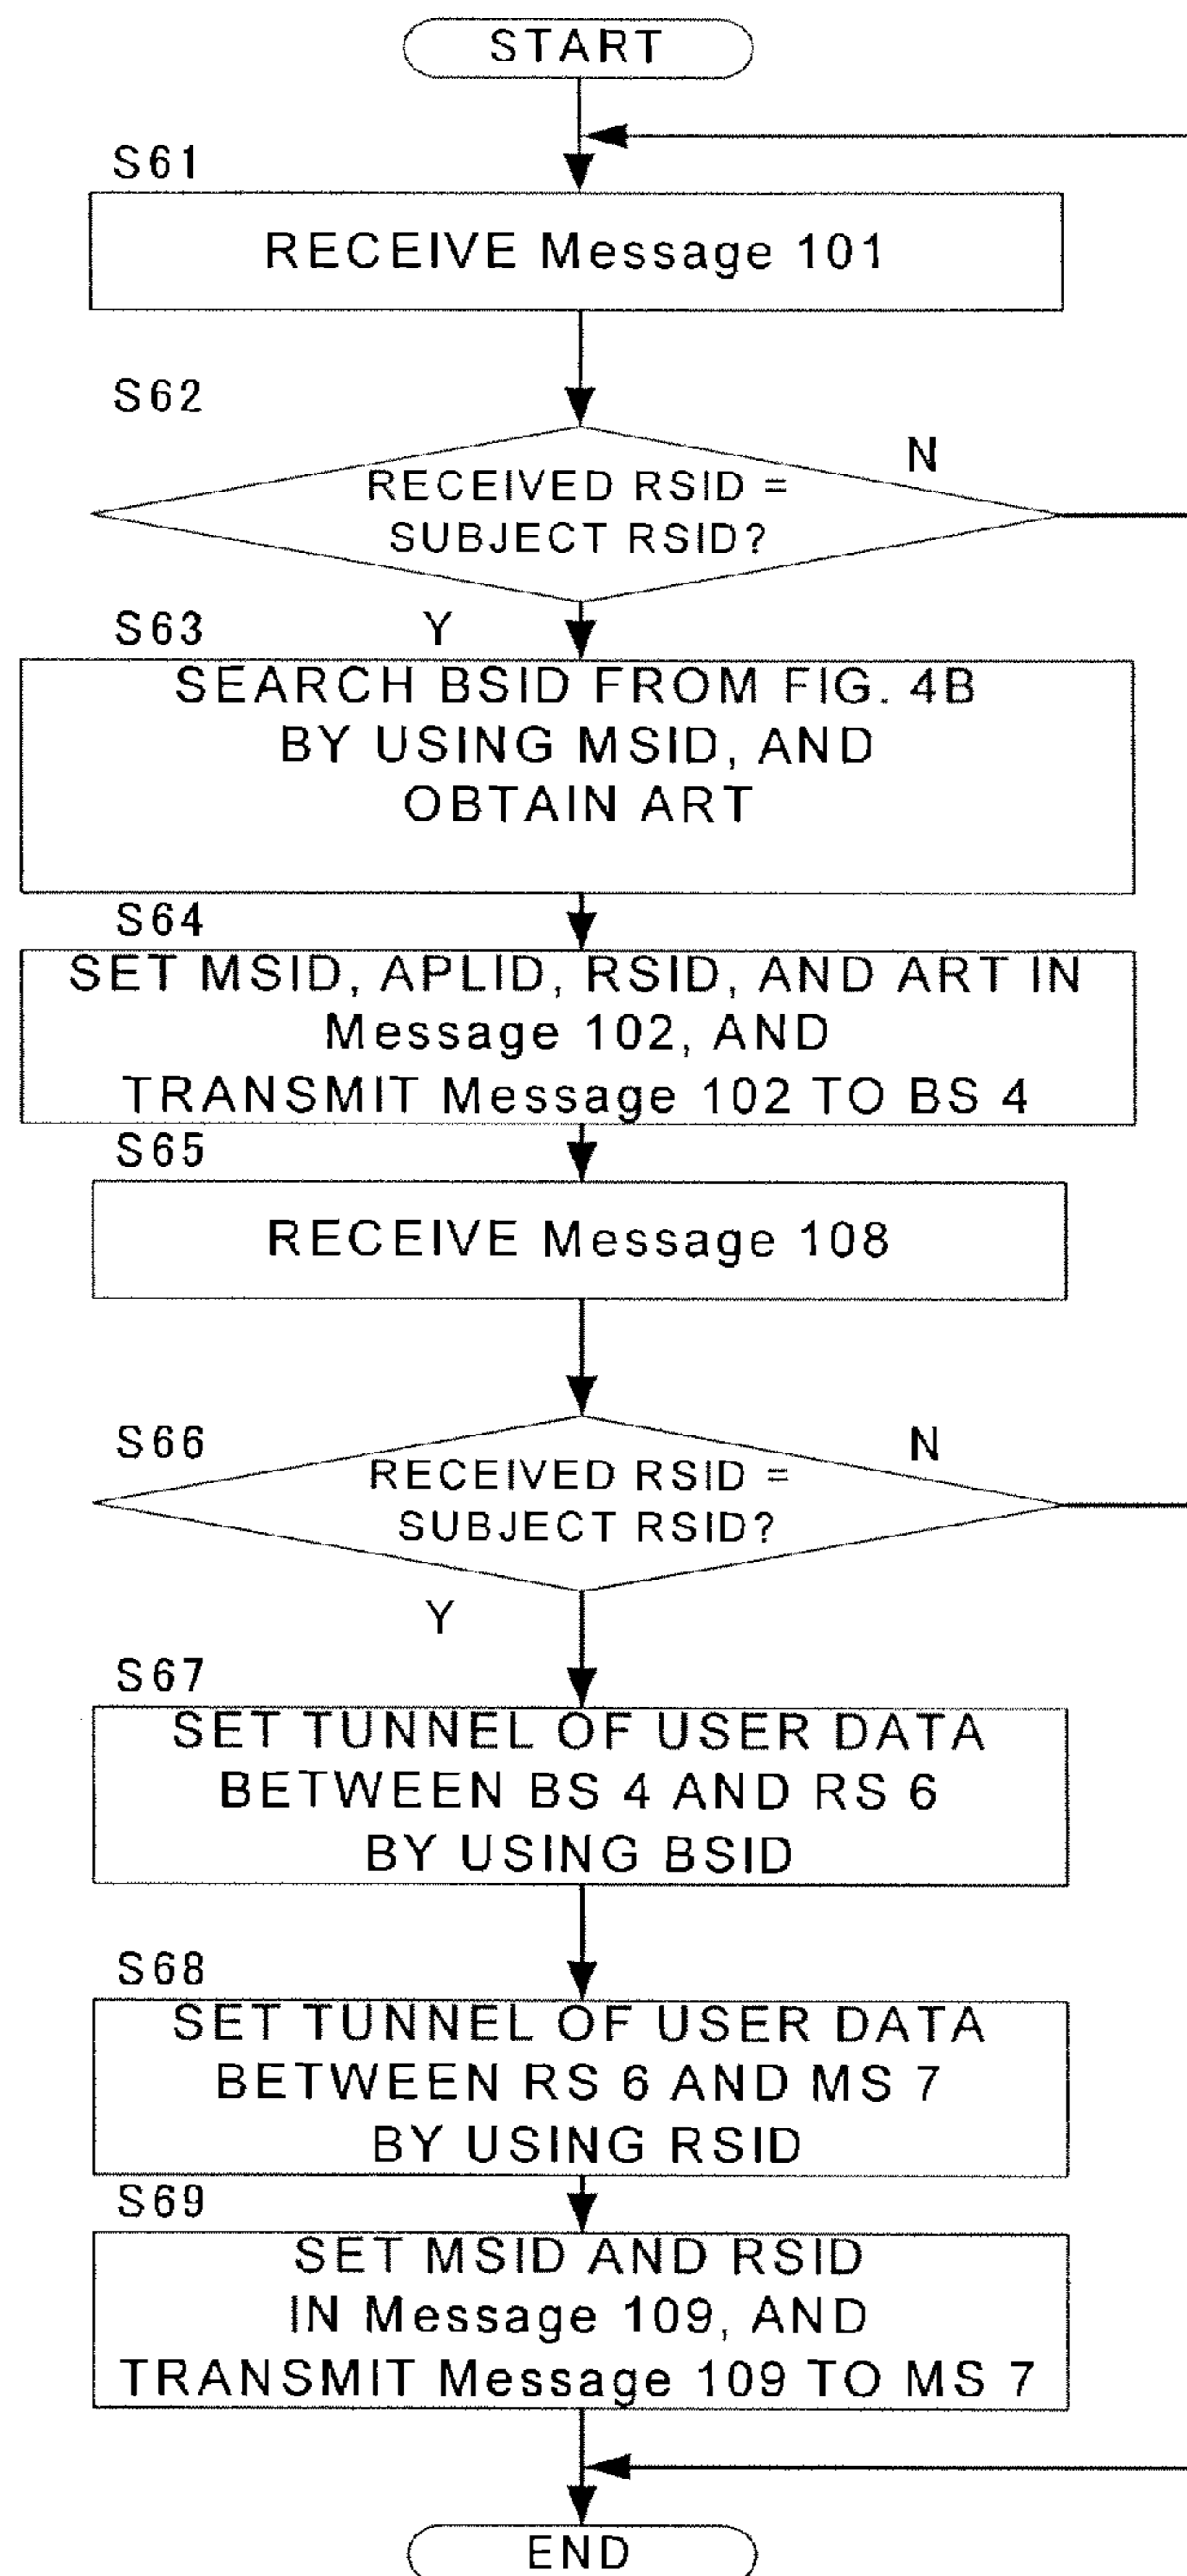 START
S61
RECEIVE Message 101
S62
N
RECEIVED RSID =
SUBJECT RSID?
S63
Y
SEARCH BSID FROM FIG. 4B
BY USING MSID, AND
OBTAIN ART
S64
SET MSID, APLID, RSID, AND ART IN
Message 102, AND
TRANSMIT Message 102 TO BS 4
S65
RECEIVE Message 108
S66
N
RECEIVED RSID =
SUBJECT RSID?
Y
S67
SET TUNNEL OF USER DATA
BETWEEN BS 4 AND RS 6
BY USING BSID
S68
SET TUNNEL OF USER DATA
BETWEEN RS 6 AND MS 7
BY USING RSID
S69
SET MSID AND RSID
IN Message 109, AND
TRANSMIT Message 109 TO MS 7
END